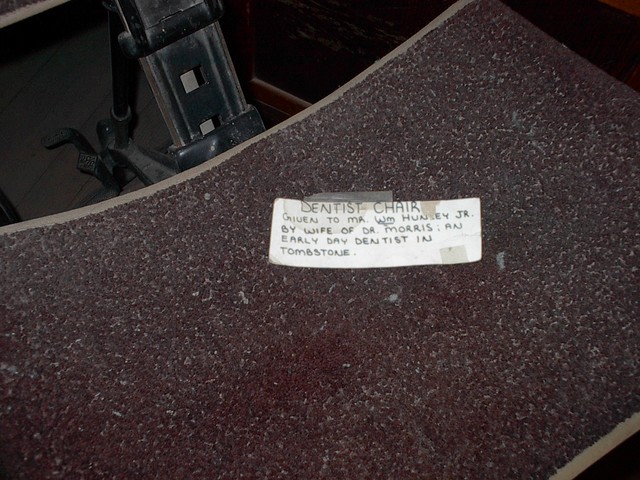 DENTIST CHAIR
GIVEN TO MR. Wm HUNLEY JR.
BY WIFE OF DR. MORRIS; AN
EARLY DAY DENTIST IN
TOMBSTONE.